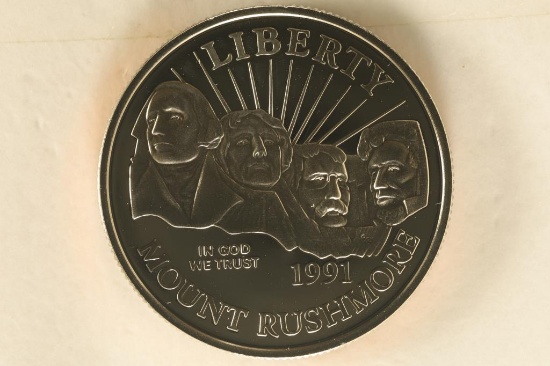 LIBERTY
IN GOD
WE TRUST
1991
MOUNT RUSHMORE